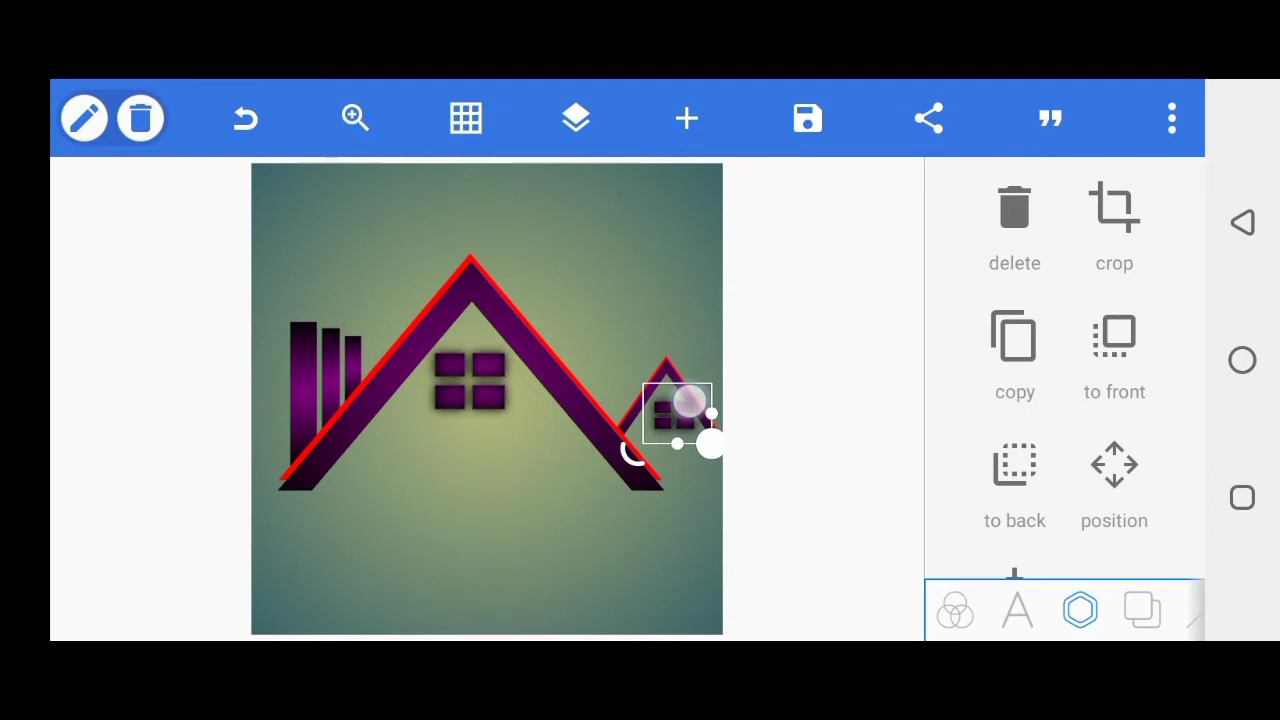 delete
crop
copy
to front
to back
position